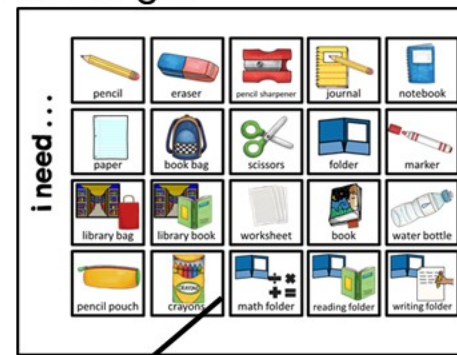 i need . . .
pencil eraser pencil sharpener journal notebook
paper book bag scissors folder marker
library bag library book worksheet book water bottle
pencil pouch crayons math folder reading folder writing folder